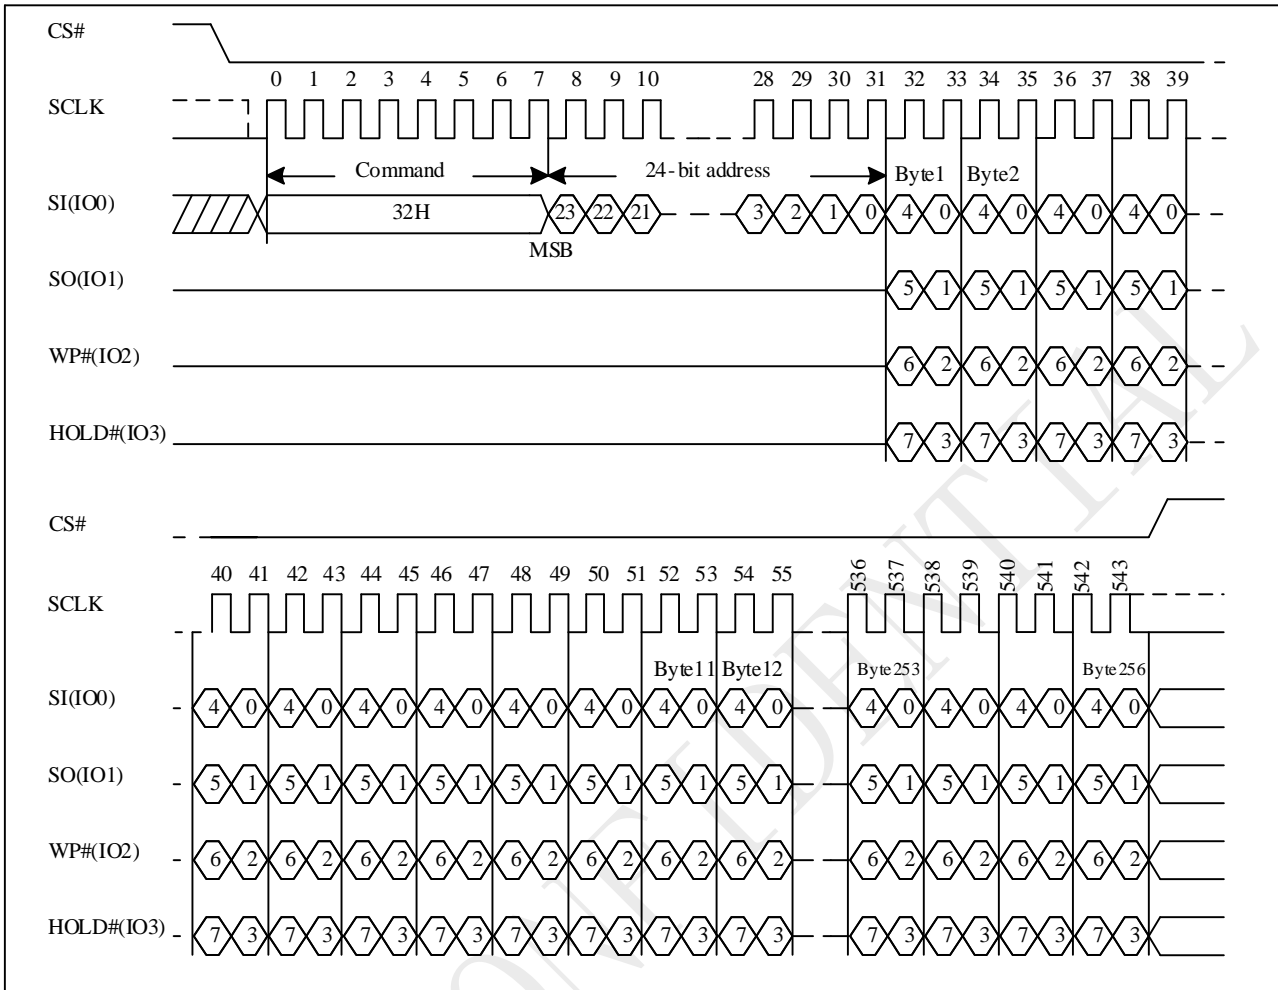 CS#
0 1 2 3 4 5 6 7 8 9 10 28 29 30 31 32 33 34 35 36 37 38 39
SCLK
Command 24-bit address Byte1 Byte2
SI(IO0) 32H 23 22 21 3 2 1 0 4 0 4 0 4 0 4 0
MSB
SO(IO1) 5 1 5 1 5 1 5 1
WP#(IO2) 6 2 6 2 6 2 6 2
HOLD#(IO3) 7 3 7 3 7 3 7 3
CS#
40 41 42 43 44 45 46 47 48 49 50 51 52 53 54 55 536 537 538 539 540 541 542 543
SCLK
Byte11 Byte12 Byte253 Byte256
SI(IO0) 4 0 4 0 4 0 4 0 4 0 4 0 4 0 4 0 4 0 4 0 4 0 4 0
SO(IO1) 5 1 5 1 5 1 5 1 5 1 5 1 5 1 5 1 5 1 5 1 5 1 5 1
WP#(IO2) 6 2 6 2 6 2 6 2 6 2 6 2 6 2 6 2 6 2 6 2 6 2 6 2
HOLD#(IO3) 7 3 7 3 7 3 7 3 7 3 7 3 7 3 7 3 7 3 7 3 7 3 7 3
ONFIDENTIAL